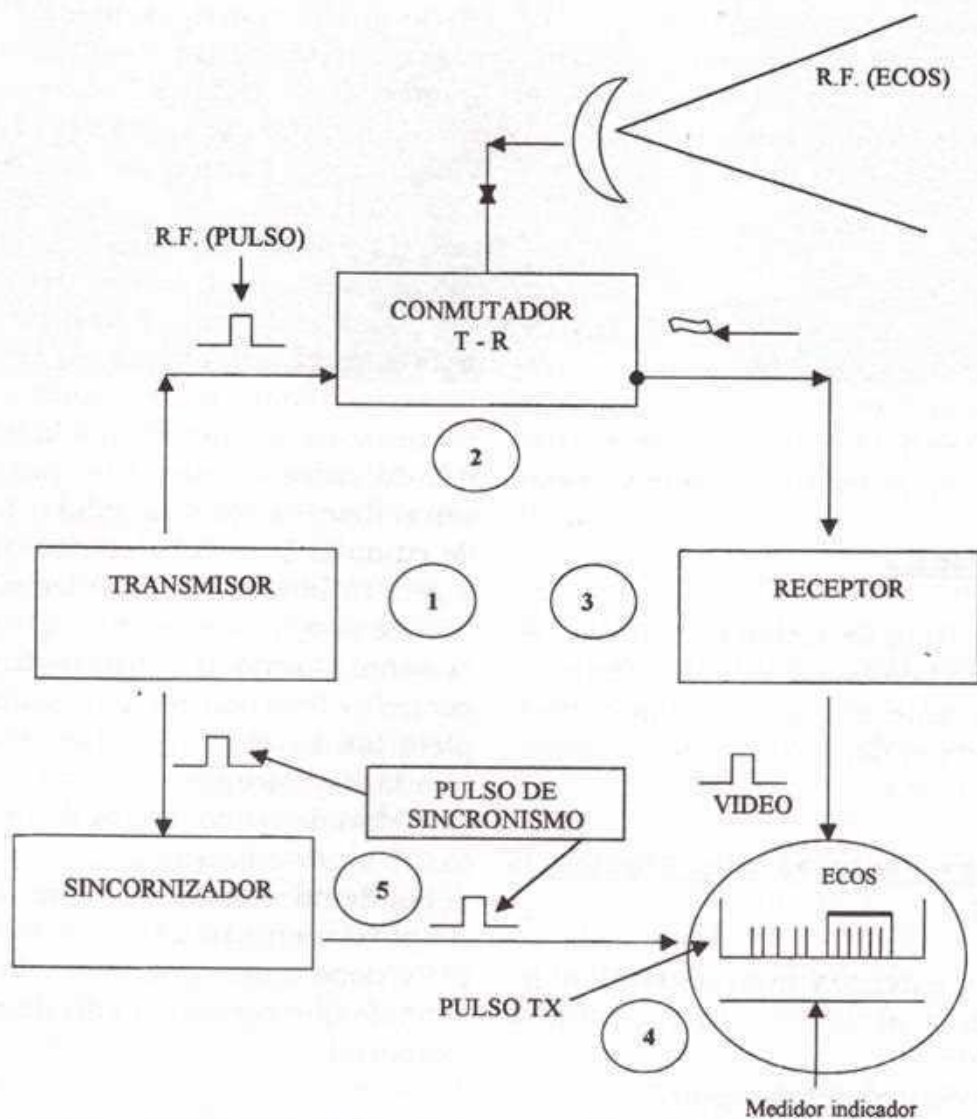 R.F. (ECOS)
R.F. (PULSO)
CONMUTADOR
T - R
2
TRANSMISOR
1
3
RECEPTOR
PULSO DE
SINCRONISMO
VIDEO
SINCORNIZADOR
5
ECOS
PULSO TX
4
Medidor indicador